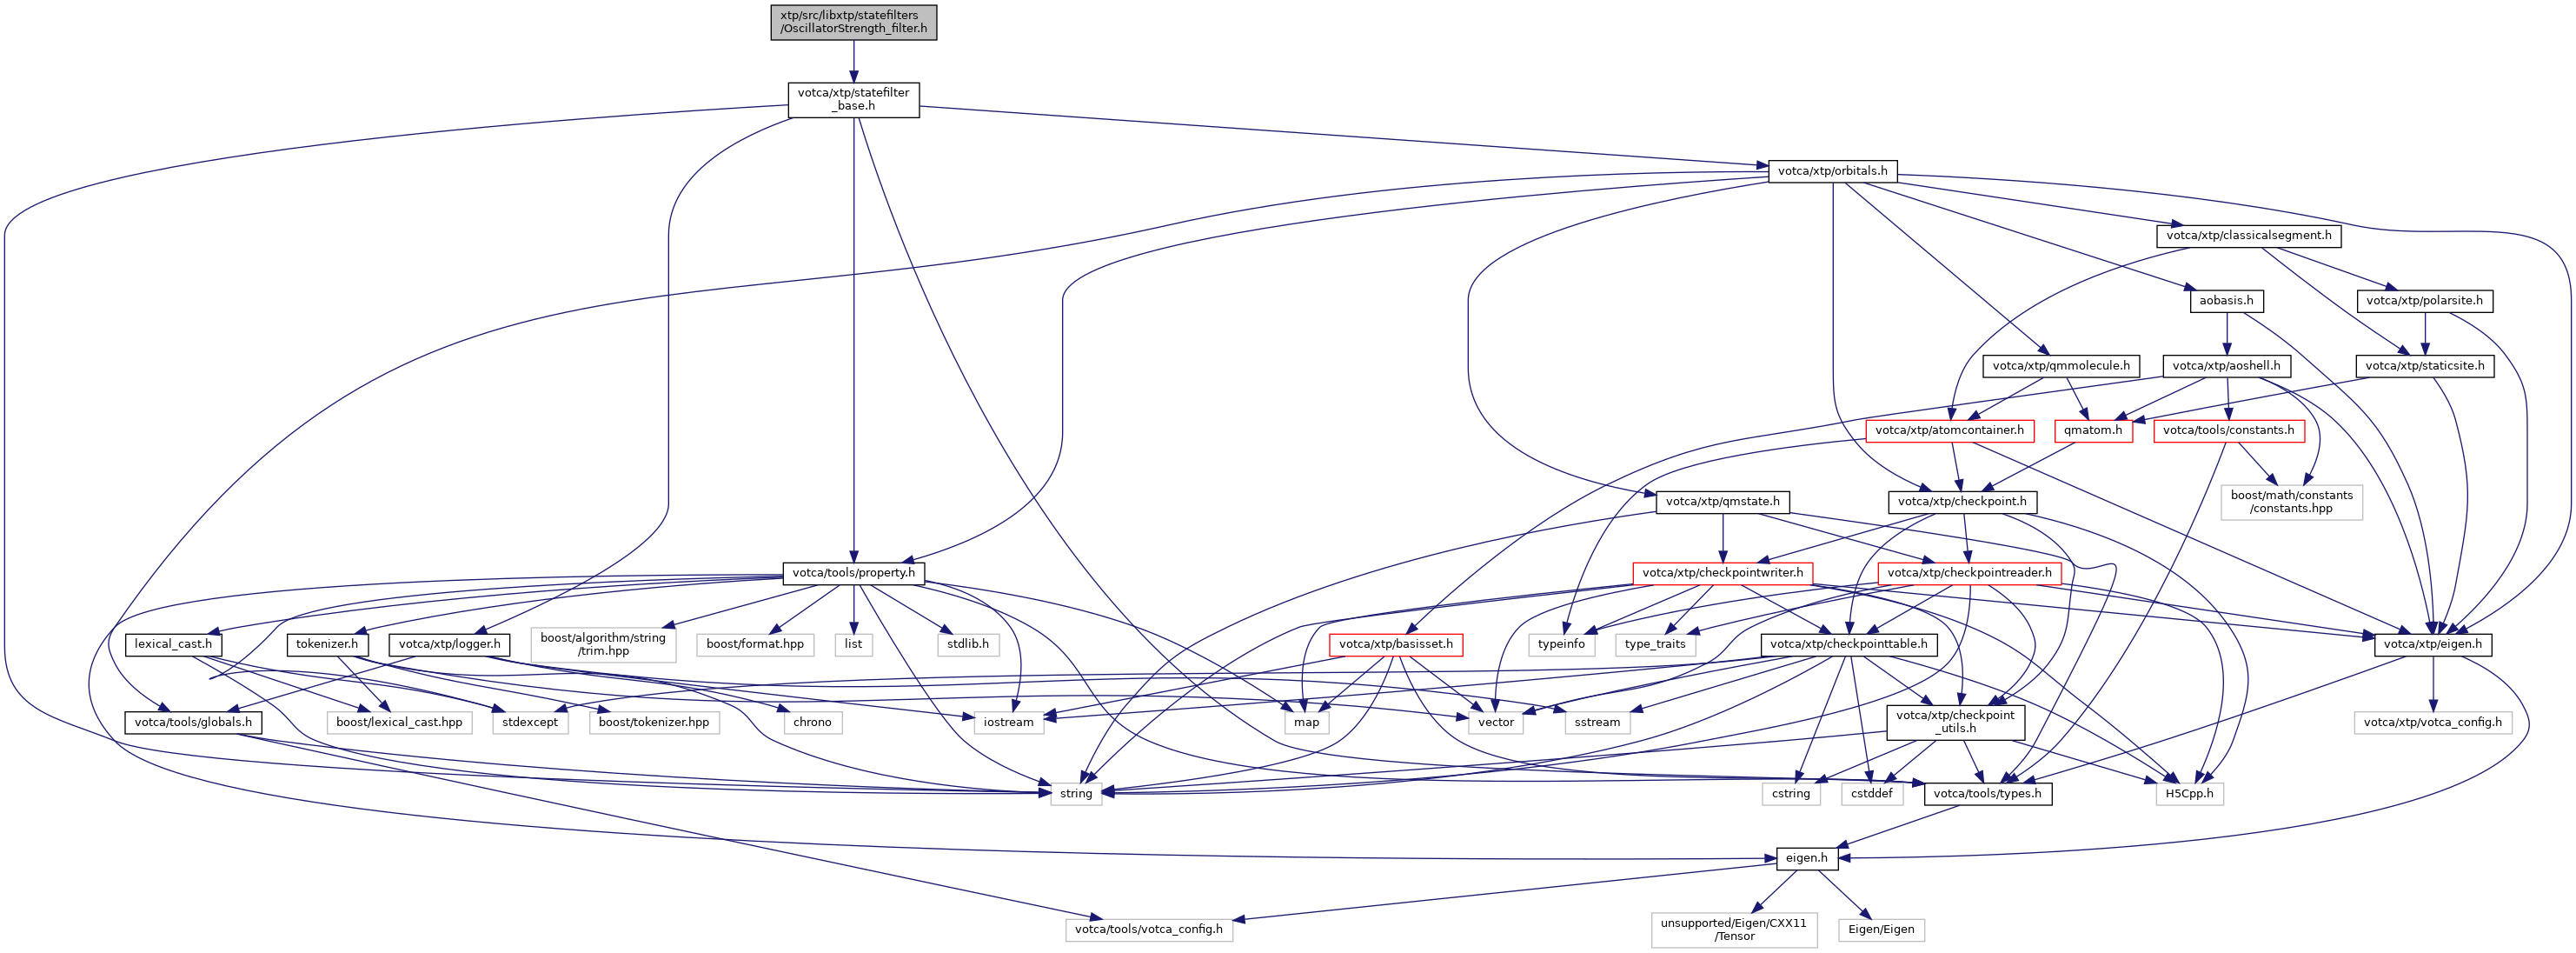 xtp/src/libxtp/statefilters
/OscillatorStrength_filter.h
votca/xtp/statefilter
_base.h
votca/xtp/orbitals.h
votca/xtp/classicalsegment.h
aobasis.h
votca/xtp/polarsite.h
votca/xtp/qmmolecule.h
votca/xtp/aoshell.h
votca/xtp/staticsite.h
votca/xtp/atomcontainer.h
qmatom.h
votca/tools/constants.h
votca/xtp/qmstate.h
votca/xtp/checkpoint.h
boost/math/constants
/constants.hpp
votca/tools/property.h
votca/xtp/checkpointwriter.h
votca/xtp/checkpointreader.h
lexical_cast.h
tokenizer.h
votca/xtp/logger.h
boost/algorithm/string
/trim.hpp
boost/format.hpp
list
stdlib.h
votca/xtp/basisset.h
typeinfo
type_traits
votca/xtp/checkpointtable.h
votca/xtp/eigen.h
votca/tools/globals.h
boost/lexical_cast.hpp
stdexcept
boost/tokenizer.hpp
chrono
iostream
map
vector
sstream
votca/xtp/checkpoint
_utils.h
votca/xtp/votca_config.h
string
cstring
cstddef
votca/tools/types.h
H5Cpp.h
eigen.h
votca/tools/votca_config.h
unsupported/Eigen/CXX11
/Tensor
Eigen/Eigen